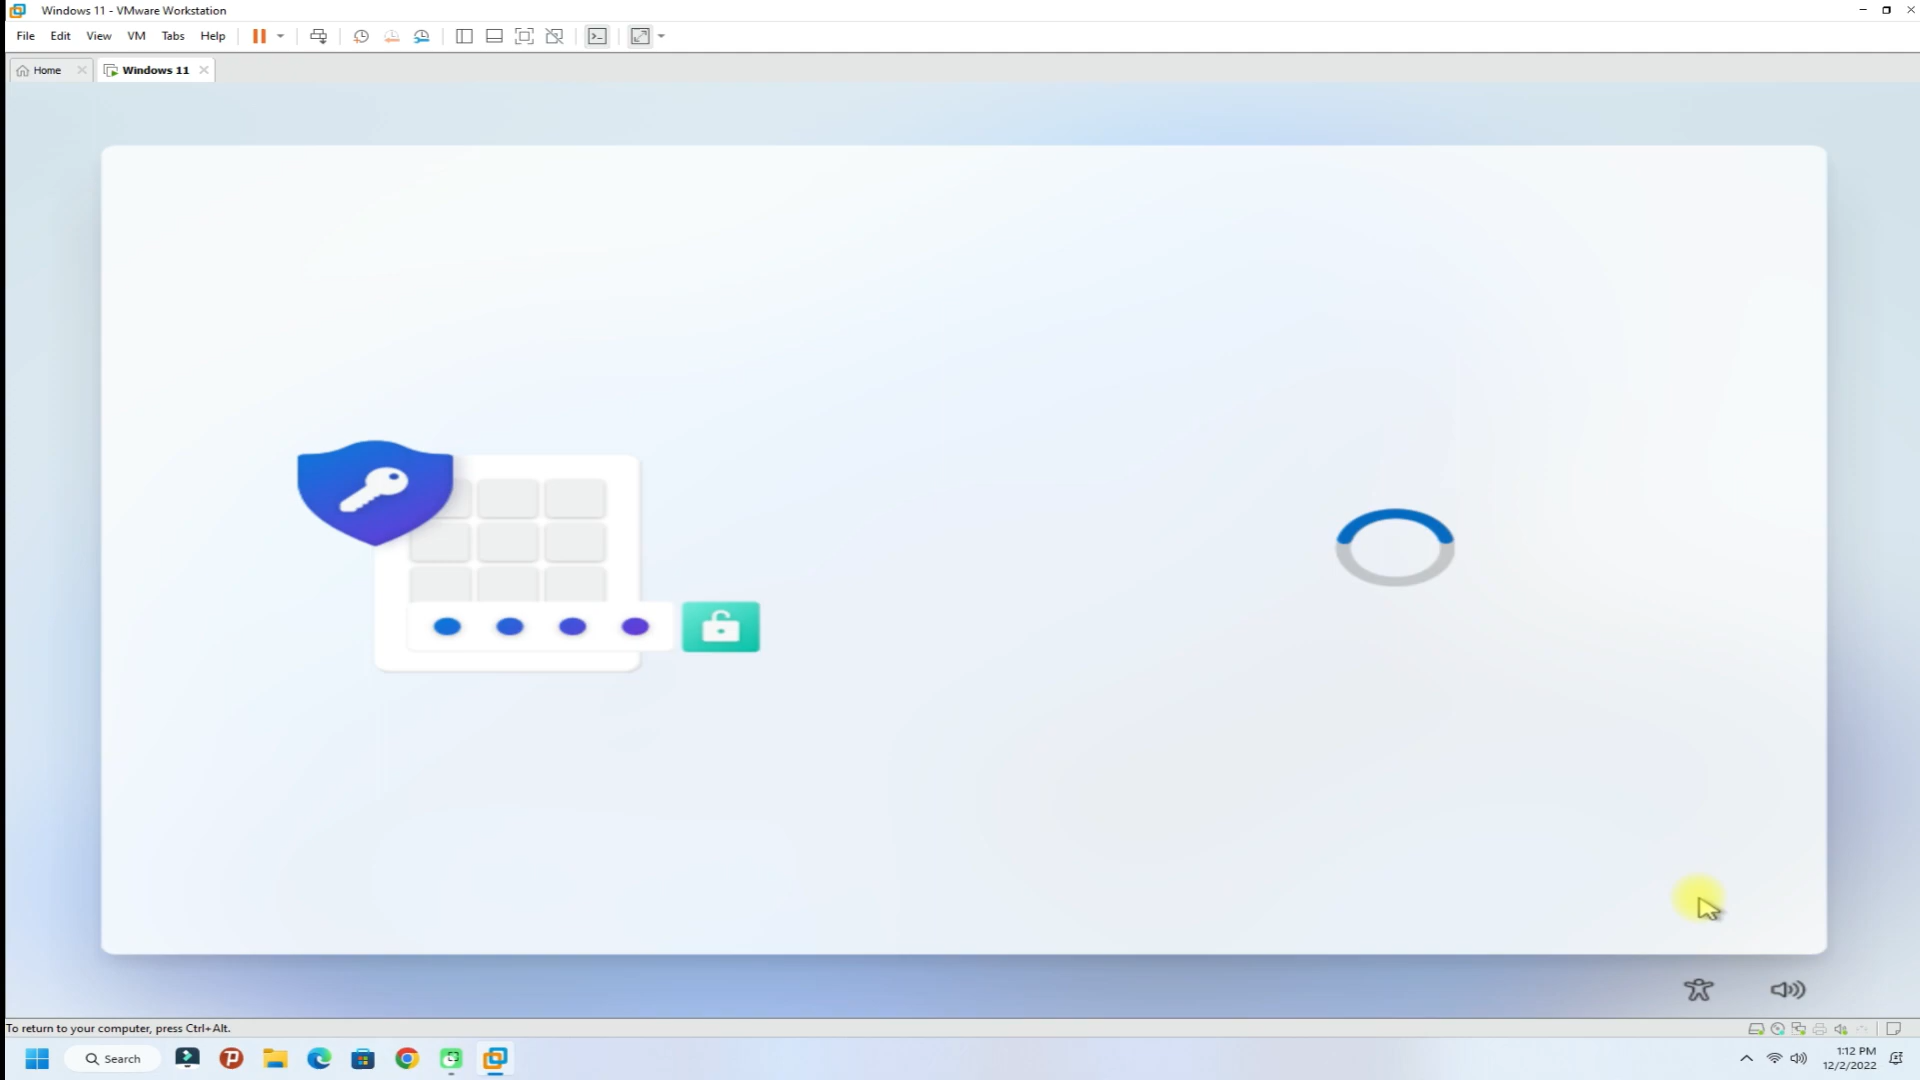 Windows 11 - VMware Workstation
File Edit View VM Tabs Help
Home Windows 11
To return to your computer, press Ctrl+Alt.
Search
1:12 PM
12/2/2022